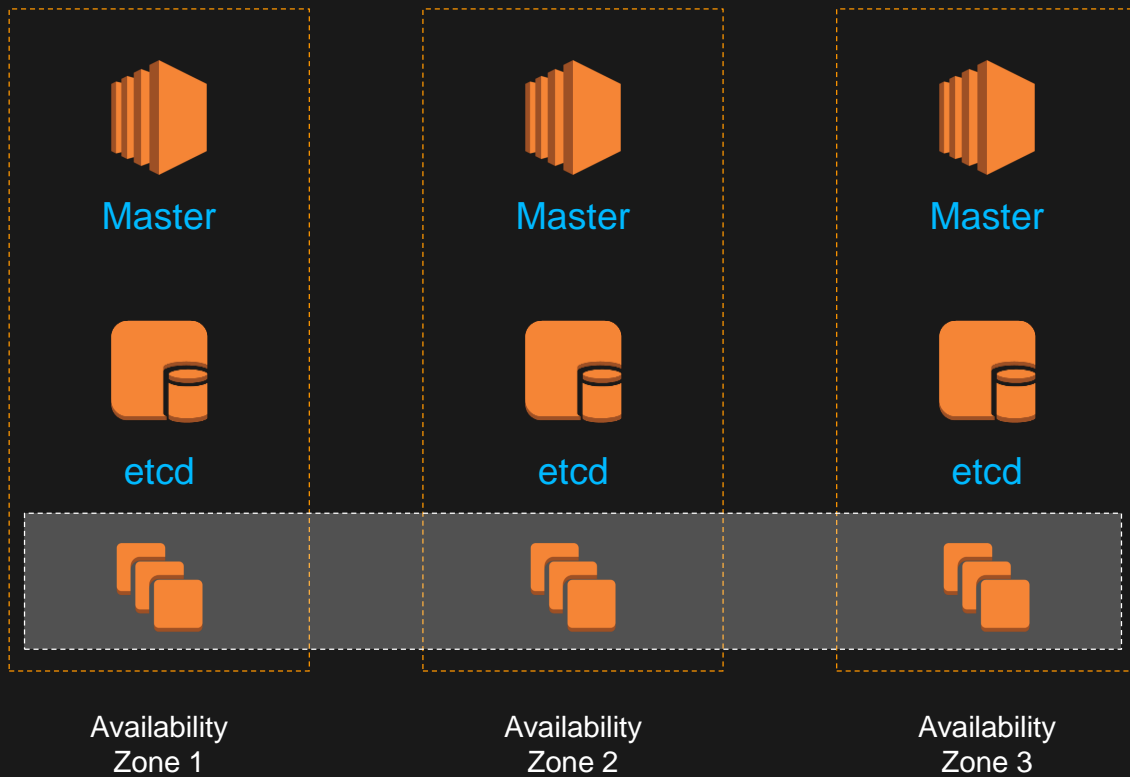 Master
Master
Master
etcd
etcd
etcd
Availability
Zone 1
Availability
Zone 2
Availability
Zone 3